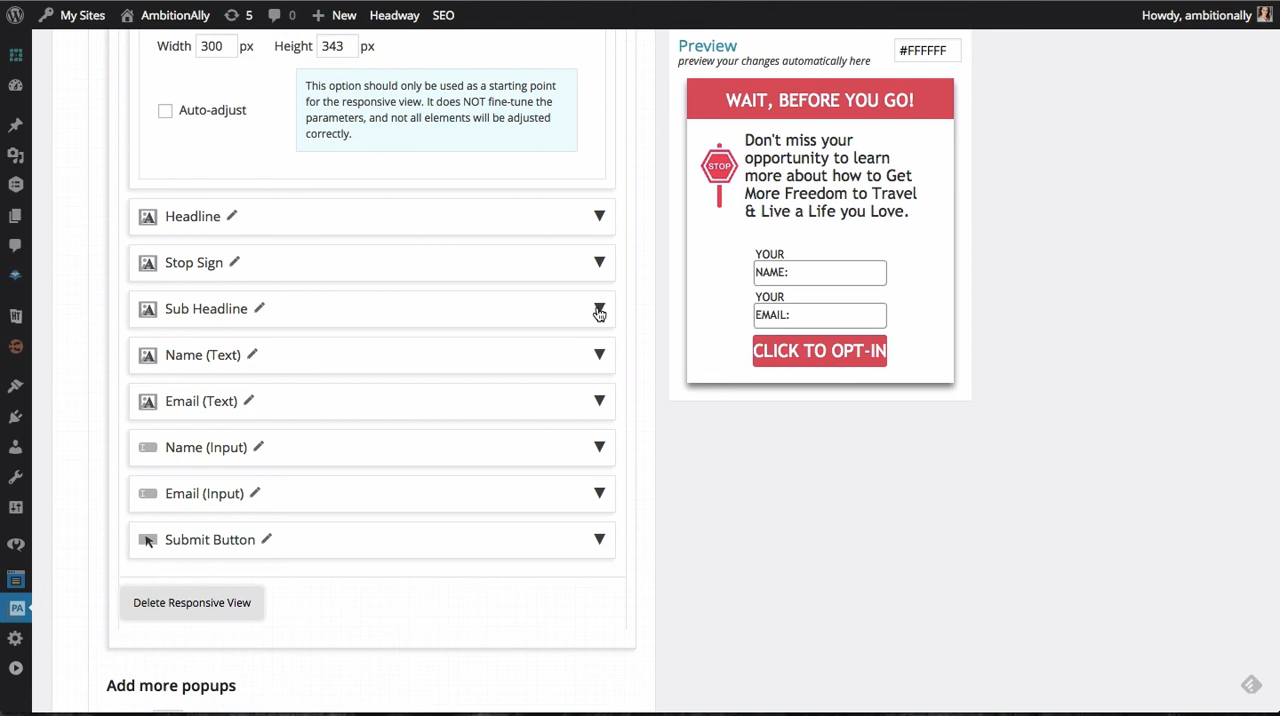 My Sites AmbitionAlly 5 0 New Headway SEO Howdy, ambitionally
Width 300 px Height 343 px
Auto-adjust
This option should only be used as a starting point
for the responsive view. It does NOT fine-tune the
parameters, and not all elements will be adjusted
correctly.
Headline
Stop Sign
Sub Headline
Name (Text)
Email (Text)
Name (Input)
Email (Input)
Submit Button
Delete Responsive View
Add more popups
PA
Preview
preview your changes automatically here
#FFFFFF
WAIT, BEFORE YOU GO!
STOP
Don't miss your
opportunity to learn
more about how to Get
More Freedom to Travel
& Live a Life you Love.
YOUR
NAME:
YOUR
EMAIL:
CLICK TO OPT-IN